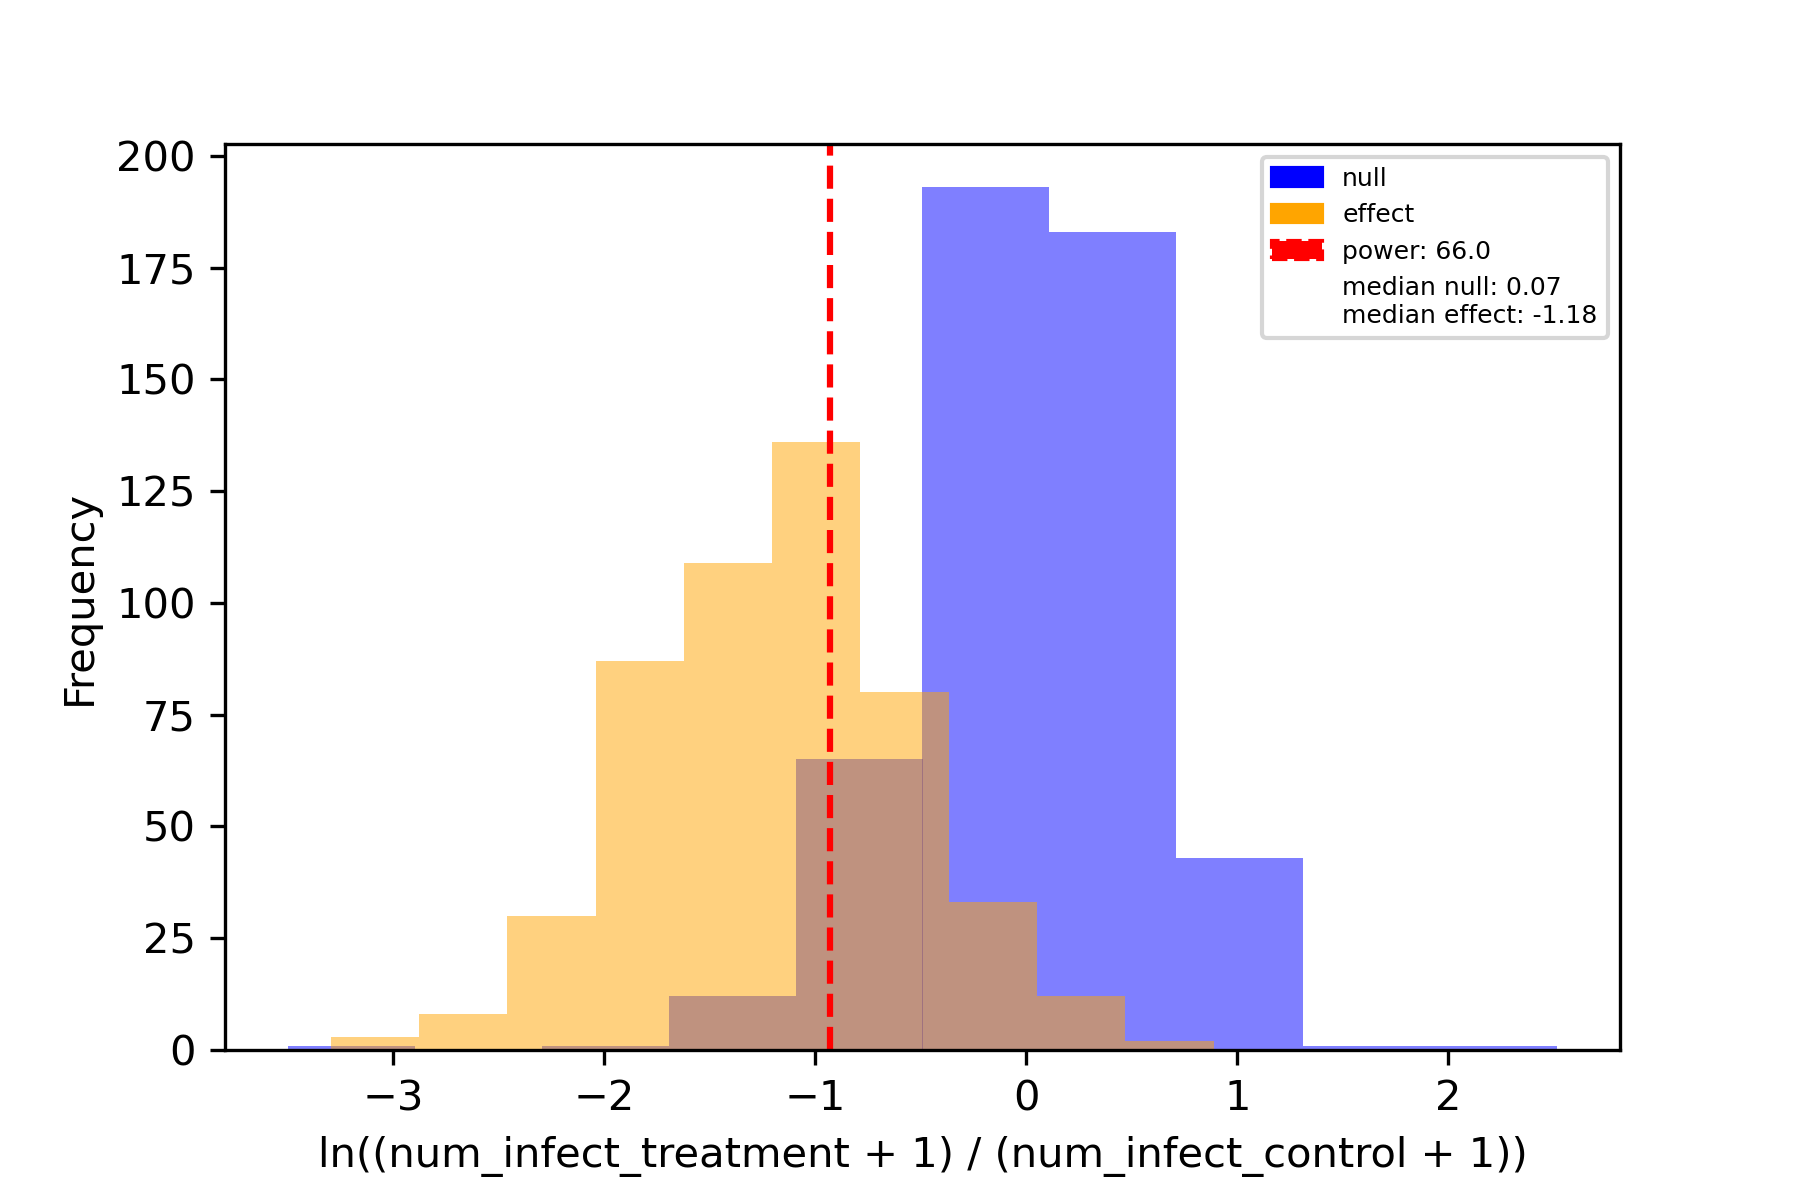 200
175
150
125
100
75
50
25
0
Frequency
−3
−2
−1
0
1
2
ln((num_infect_treatment + 1) / (num_infect_control + 1))
null
effect
power: 66.0
median null: 0.07
median effect: -1.18